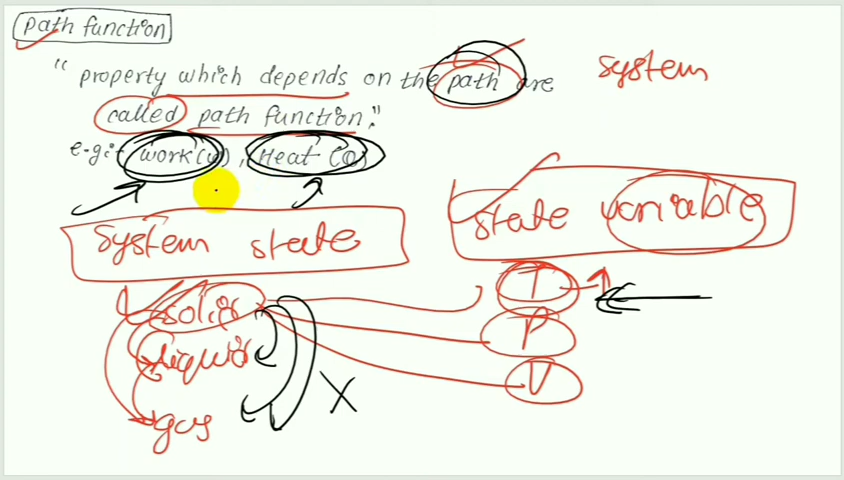 path function
" property which depends on the path are
called path function."
e.g:- work(w), Heat (Q)
system
system state
state variable
solid
liquid
gas
T
P
V